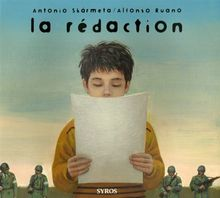 Antonio Skármeta/Alfonso Ruano
la rédaction
SYROS